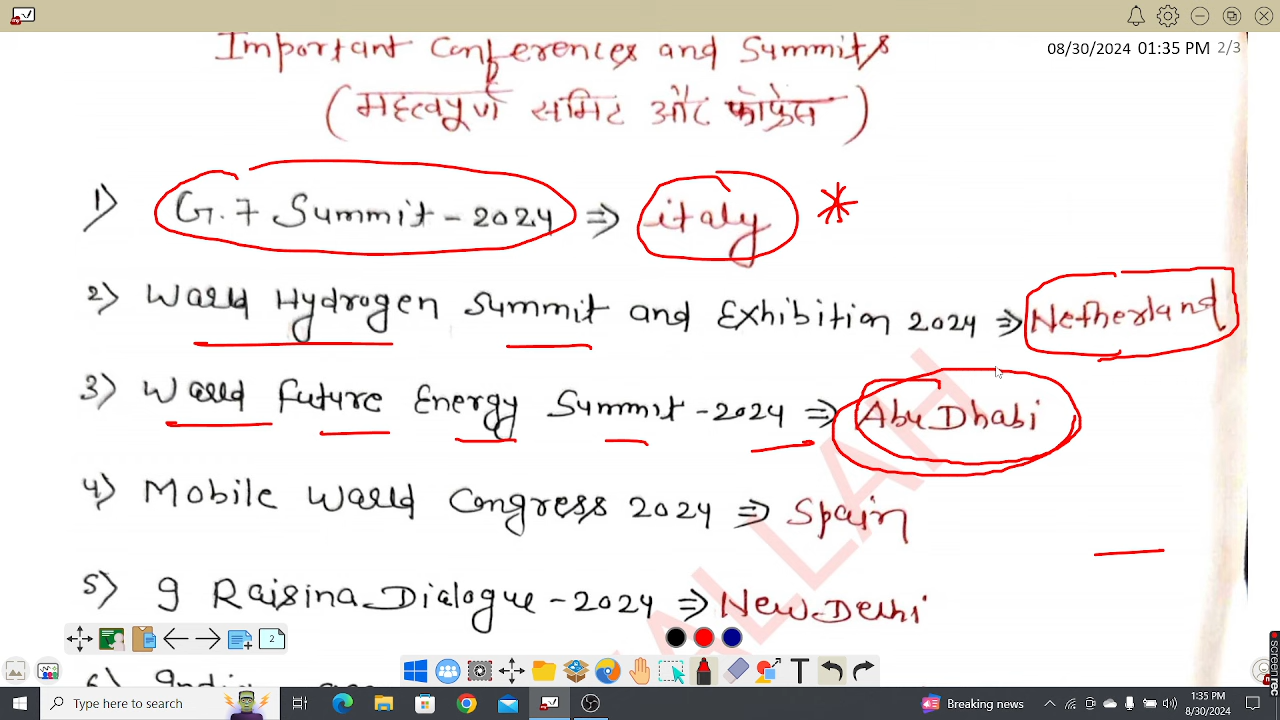 08/30/2024 01:35 PM 2/3
Important Conferences and Summits
(महत्वपूर्ण समिट और
1) G.7 Summit-2024 ⇒ italy *
2) World Hydrogen Summit and Exhibition 2024 ⇒ Netherland
3) World Future Energy Summit-2024 ⇒ Abu Dhabi
4) Mobile World Congress 2024 ⇒ Spain
5) 9 Raisina Dialogue-2024 ⇒ New Delhi
2
T
Type here to search
Breaking news
1:35 PM
8/30/2024